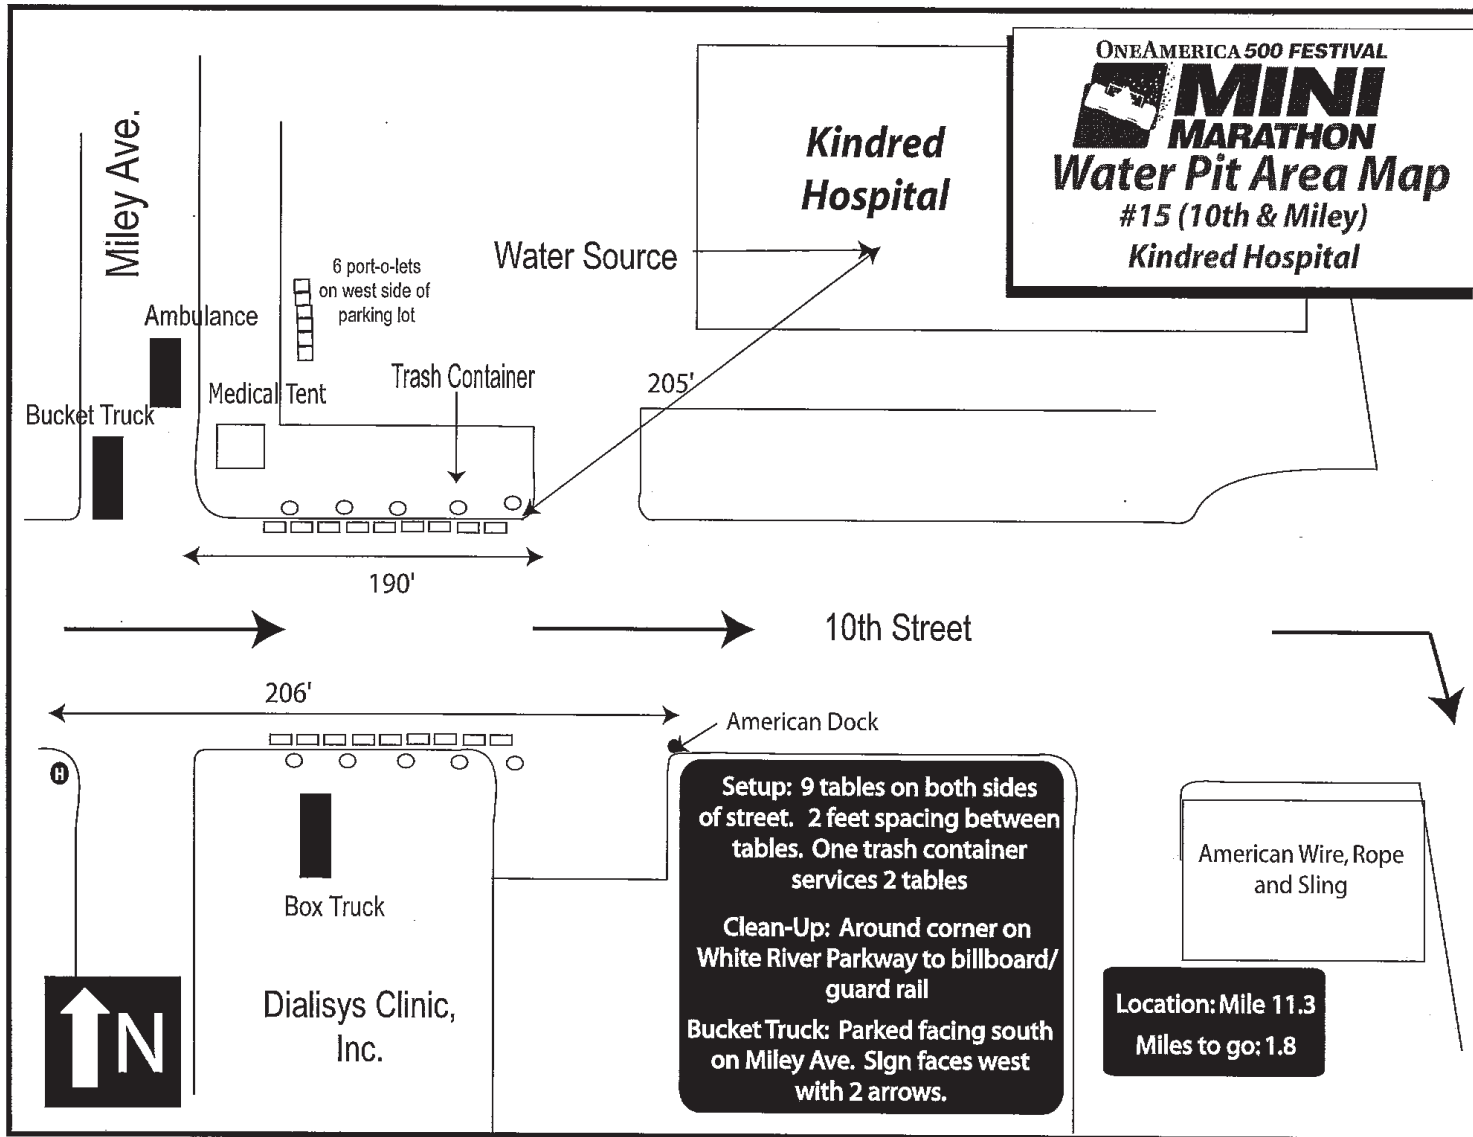 ONEAMERICA 500 FESTIVAL
MINI
MARATHON
Water Pit Area Map
#15 (10th & Miley)
Kindred Hospital
Miley Ave.
Kindred
Hospital
Water Source
6 port-o-lets
on west side of
parking lot
Ambulance
Trash Container
205'
Medical Tent
Bucket Truck
190'
10th Street
206'
American Dock
H
Setup: 9 tables on both sides
of street. 2 feet spacing between
tables. One trash container
services 2 tables
Clean-Up: Around corner on
White River Parkway to billboard/
guard rail
Bucket Truck: Parked facing south
on Miley Ave. SIgn faces west
with 2 arrows.
American Wire, Rope
and Sling
Box Truck
Dialisys Clinic,
Inc.
Location: Mile 11.3
Miles to go: 1.8
N